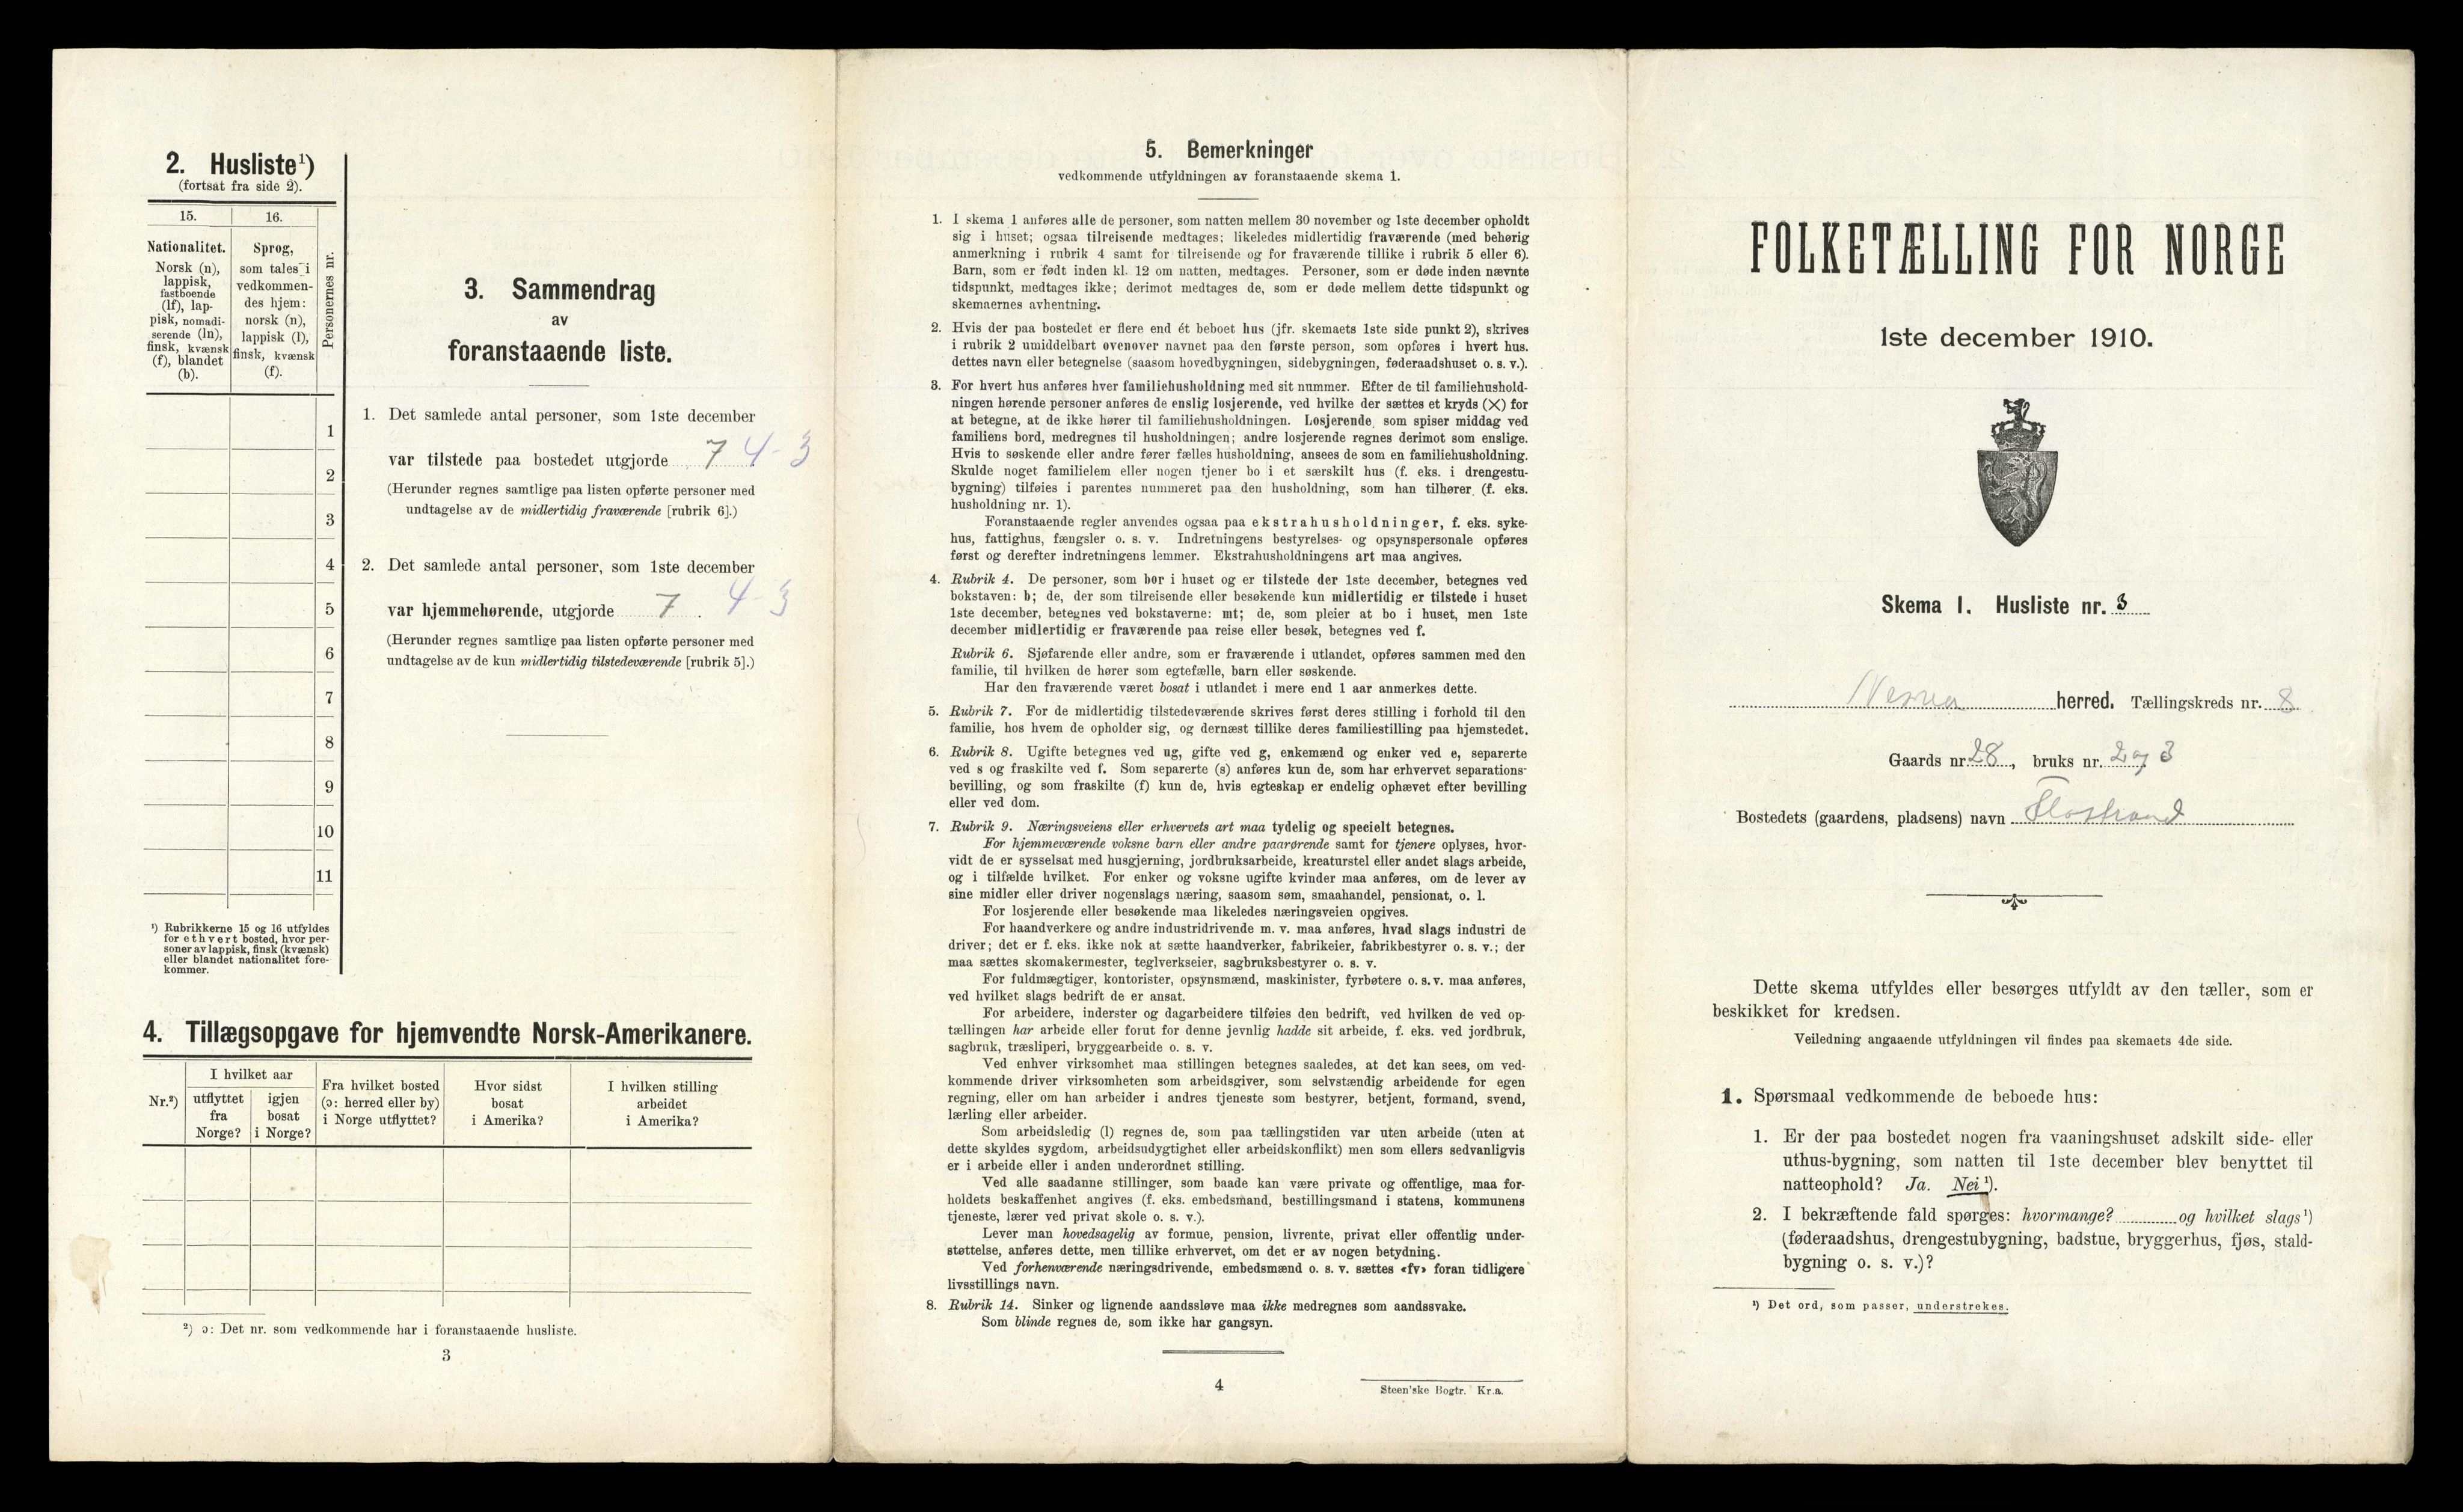 2. Husliste¹)
(fortsat fra side 2).
15. 16.
Nationalitet.
Norsk (n),
lappisk,
fastboende
(lf), lap-
pisk, nomadi-
serende (ln),
finsk, kvænsk
(f), blandet
(b).
Sprog,
som tales i
vedkommen-
des hjem:
norsk (n),
lappisk (l),
finsk, kvænsk
(f).
Personernes nr.
1
2
3
4
5
6
7
8
9
10
11
¹) Rubrikkerne 15 og 16 utfyldes
for ethvert bosted, hvor per-
soner av lappisk, finsk (kvænsk)
eller blandet nationalitet fore-
kommer.
3. Sammendrag
av
foranstaaende liste.
1. Det samlede antal personer, som 1ste december
var tilstede paa bostedet utgjorde 7 4-3
(Herunder regnes samtlige paa listen opførte personer med
undtagelse av de midlertidig fraværende [rubrik 6].)
2. Det samlede antal personer, som 1ste december
var hjemmehørende, utgjorde 7. 4-3
(Herunder regnes samtlige paa listen opførte personer med
undtagelse av de kun midlertidig tilstedeværende [rubrik 5].)
4. Tillægsopgave for hjemvendte Norsk-Amerikanere.
Nr.²)
I hvilket aar
utflyttet
fra
Norge?
igjen
bosat
i Norge?
Fra hvilket bosted
(ɔ: herred eller by)
i Norge utflyttet?
Hvor sidst
bosat
i Amerika?
I hvilken stilling
arbeidet
i Amerika?
²) ɔ: Det nr. som vedkommende har i foranstaaende husliste.
3
5. Bemerkninger
vedkommende utfyldningen av foranstaaende skema 1.
1. I skema 1 anføres alle de personer, som natten mellem 30 november og 1ste december opholdt
sig i huset; ogsaa tilreisende medtages; likeledes midlertidig fraværende (med behørig
anmerkning i rubrik 4 samt for tilreisende og for fraværende tillike i rubrik 5 eller 6).
Barn, som er født inden kl. 12 om natten, medtages. Personer, som er døde inden nævnte
tidspunkt, medtages ikke; derimot medtages de, som er døde mellem dette tidspunkt og
skemaernes avhentning.
2. Hvis der paa bostedet er flere end ét beboet hus (jfr. skemaets 1ste side punkt 2), skrives
i rubrik 2 umiddelbart ovenover navnet paa den første person, som opføres i hvert hus.
dettes navn eller betegnelse (saasom hovedbygningen, sidebygningen, føderaadshuset o. s. v.).
3. For hvert hus anføres hver familiehusholdning med sit nummer. Efter de til familiehushold-
ningen hørende personer anføres de enslig losjerende, ved hvilke der sættes et kryds (×) for
at betegne, at de ikke hører til familiehusholdningen. Losjerende, som spiser middag ved
familiens bord, medregnes til husholdningen; andre losjerende regnes derimot som enslige.
Hvis to søskende eller andre fører fælles husholdning, ansees de som en familiehusholdning.
Skulde noget familielem eller nogen tjener bo i et særskilt hus (f. eks. i drengestu-
bygning) tilføies i parentes nummeret paa den husholdning, som han tilhører (f. eks.
husholdning nr. 1).
Foranstaaende regler anvendes ogsaa paa ekstrahusholdninger, f. eks. syke-
hus, fattighus, fængsler o. s. v. Indretningens bestyrelses- og opsynspersonale opføres
først og derefter indretningens lemmer. Ekstrahusholdningens art maa angives.
4. Rubrik 4. De personer, som bor i huset og er tilstede der 1ste december, betegnes ved
bokstaven: b; de, der som tilreisende eller besøkende kun midlertidig er tilstede i huset
1ste december, betegnes ved bokstaverne: mt; de, som pleier at bo i huset, men 1ste
december midlertidig er fraværende paa reise eller besøk, betegnes ved f.
Rubrik 6. Sjøfarende eller andre, som er fraværende i utlandet, opføres sammen med den
familie, til hvilken de hører som egtefælle, barn eller søskende.
Har den fraværende været bosat i utlandet i mere end 1 aar anmerkes dette.
5. Rubrik 7. For de midlertidig tilstedeværende skrives først deres stilling i forhold til den
familie, hos hvem de opholder sig, og dernæst tillike deres familiestilling paa hjemstedet.
6. Rubrik 8. Ugifte betegnes ved ug, gifte ved g, enkemænd og enker ved e, separerte
ved s og fraskilte ved f. Som separerte (s) anføres kun de, som har erhvervet separations-
bevilling, og som fraskilte (f) kun de, hvis egteskap er endelig ophævet efter bevilling
eller ved dom.
7. Rubrik 9. Næringsveiens eller erhvervets art maa tydelig og specielt betegnes.
For hjemmeværende voksne barn eller andre paarørende samt for tjenere oplyses, hvor-
vidt de er sysselsat med husgjerning, jordbruksarbeide, kreaturstel eller andet slags arbeide,
og i tilfælde hvilket. For enker og voksne ugifte kvinder maa anføres, om de lever av
sine midler eller driver nogenslags næring, saasom søm, smaahandel, pensionat, o. l.
For losjerende eller besøkende maa likeledes næringsveien opgives.
For haandverkere og andre industridrivende m. v. maa anføres, hvad slags industri de
driver; det er f. eks. ikke nok at sætte haandverker, fabrikeier, fabrikbestyrer o. s. v.; der
maa sættes skomakermester, teglverkseier, sagbruksbestyrer o. s. v.
For fuldmægtiger, kontorister, opsynsmænd, maskinister, fyrbøtere o. s. v. maa anføres,
ved hvilket slags bedrift de er ansat.
For arbeidere, inderster og dagarbeidere tilføies den bedrift, ved hvilken de ved op-
tællingen har arbeide eller forut for denne jevnlig hadde sit arbeide, f. eks. ved jordbruk,
sagbruk, træsliperi, bryggearbeide o. s. v.
Ved enhver virksomhet maa stillingen betegnes saaledes, at det kan sees, om ved-
kommende driver virksomheten som arbeidsgiver, som selvstændig arbeidende for egen
regning, eller om han arbeider i andres tjeneste som bestyrer, betjent, formand, svend,
lærling eller arbeider.
Som arbeidsledig (l) regnes de, som paa tællingstiden var uten arbeide (uten at
dette skyldes sygdom, arbeidsudygtighet eller arbeidskonflikt) men som ellers sedvanligvis
er i arbeide eller i anden underordnet stilling.
Ved alle saadanne stillinger, som baade kan være private og offentlige, maa for-
holdets beskaffenhet angives (f. eks. embedsmand, bestillingsmand i statens, kommunens
tjeneste, lærer ved privat skole o. s. v.).
Lever man hovedsagelig av formue, pension, livrente, privat eller offentlig under-
støttelse, anføres dette, men tillike erhvervet, om det er av nogen betydning.
Ved forhenværende næringsdrivende, embedsmænd o. s. v. sættes «fv» foran tidligere
livsstillings navn.
8. Rubrik 14. Sinker og lignende aandssløve maa ikke medregnes som aandssvake.
Som blinde regnes de, som ikke har gangsyn.
4
Steen'ske Bogtr. Kr.a.
FOLKETÆLLING FOR NORGE
1ste december 1910.
Skema 1. Husliste nr. 3
Nesna herred. Tællingskreds nr. 8
Gaards nr. 28, bruks nr. 2 og 3
Bostedets (gaardens, pladsens) navn Flostrand
Dette skema utfyldes eller besørges utfyldt av den tæller, som er
beskikket for kredsen.
Veiledning angaaende utfyldningen vil findes paa skemaets 4de side.
1. Spørsmaal vedkommende de beboede hus:
1. Er der paa bostedet nogen fra vaaningshuset adskilt side- eller
uthus-bygning, som natten til 1ste december blev benyttet til
natteophold? Ja. Nei¹).
2. I bekræftende fald spørges: hvormange? og hvilket slags¹)
(føderaadshus, drengestubygning, badstue, bryggerhus, fjøs, stald-
bygning o. s. v.)?
¹) Det ord, som passer, understrekes.